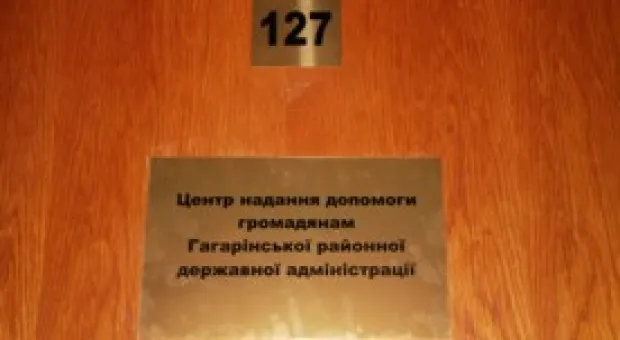 127
Центр надання допомоги
громадянам
Гагарінської районної
державної адміністрації